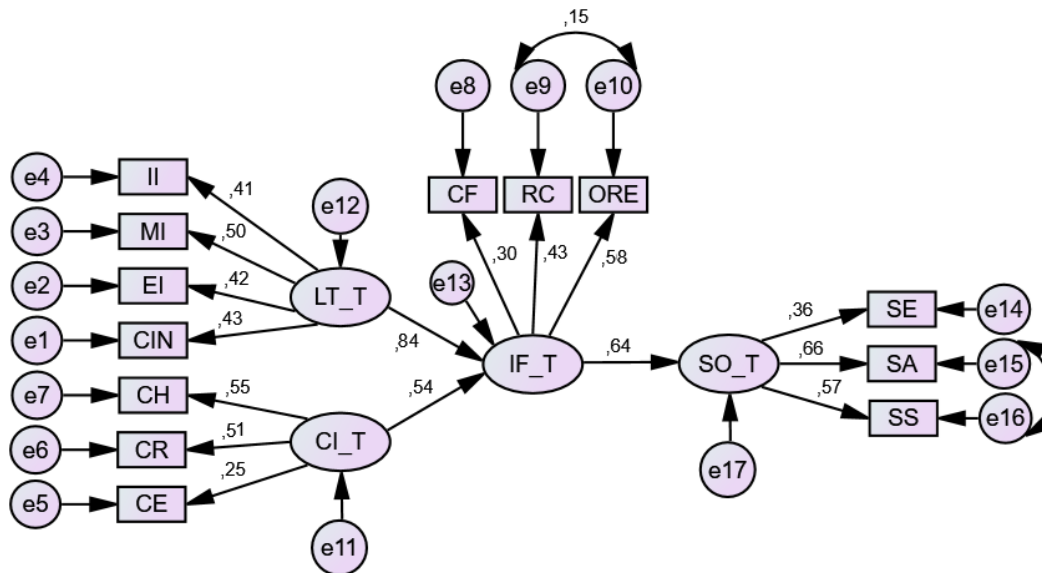 ,15
e8
e9
e10
e4
II
CF
RC
ORE
,41
e12
e3
MI
,50
,30
,43
,58
e2
EI
,42
LT_T
e13
e1
CIN
,43
,84
,36
SE
e14
e7
CH
,55
,54
IF_T
,64
SO_T
,66
SA
e15
e6
CR
,51
CI_T
,57
SS
e16
e5
CE
,25
e17
e11